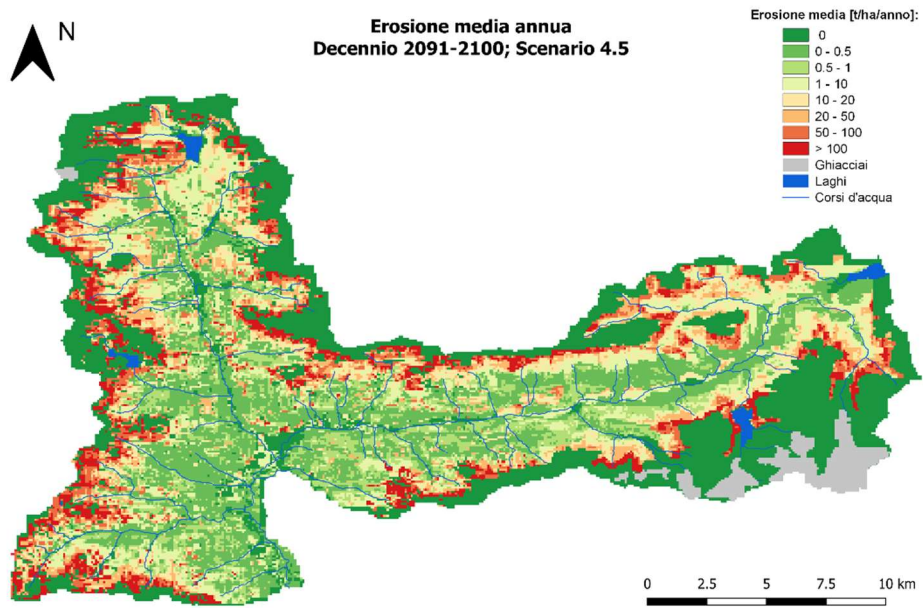 N
Erosione media annua
Decennio 2091-2100; Scenario 4.5
Erosione media [t/ha/anno]:
0
0 - 0.5
0.5 - 1
1 - 10
10 - 20
20 - 50
50 - 100
> 100
Ghiacciai
Laghi
Corsi d'acqua
0 2.5 5 7.5 10 km